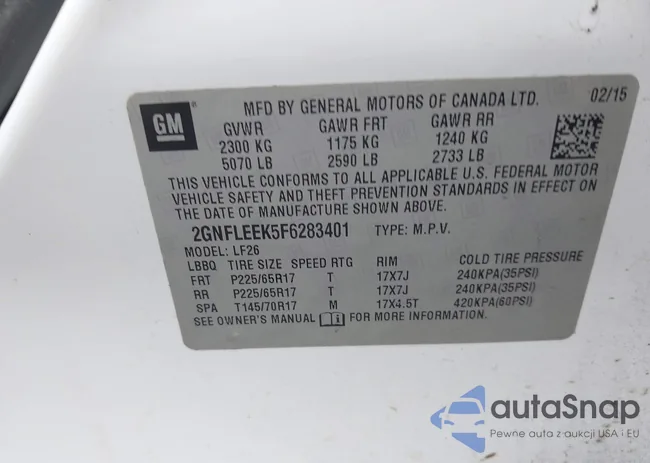 MFD BY GENERAL MOTORS OF CANADA LTD. 02/15
GM
GVWR GAWR FRT GAWR RR
2300 KG 1175 KG 1240 KG
5070 LB 2590 LB 2733 LB
THIS VEHICLE CONFORMS TO ALL APPLICABLE U.S. FEDERAL MOTOR
VEHICLE SAFETY AND THEFT PREVENTION STANDARDS IN EFFECT ON
THE DATE OF MANUFACTURE SHOWN ABOVE.
2GNFLEEK5F6283401 TYPE: M.P.V.
MODEL: LF26
LBBQ TIRE SIZE SPEED RTG RIM COLD TIRE PRESSURE
FRT P225/65R17 T 17X7J 240KPA(35PSI)
RR P225/65R17 T 17X7J 240KPA(35PSI)
SPA T145/70R17 M 17X4.5T 420KPA(60PSI)
SEE OWNER'S MANUAL FOR MORE INFORMATION.
autoSnap
Pewne auta z aukcji USA i EU